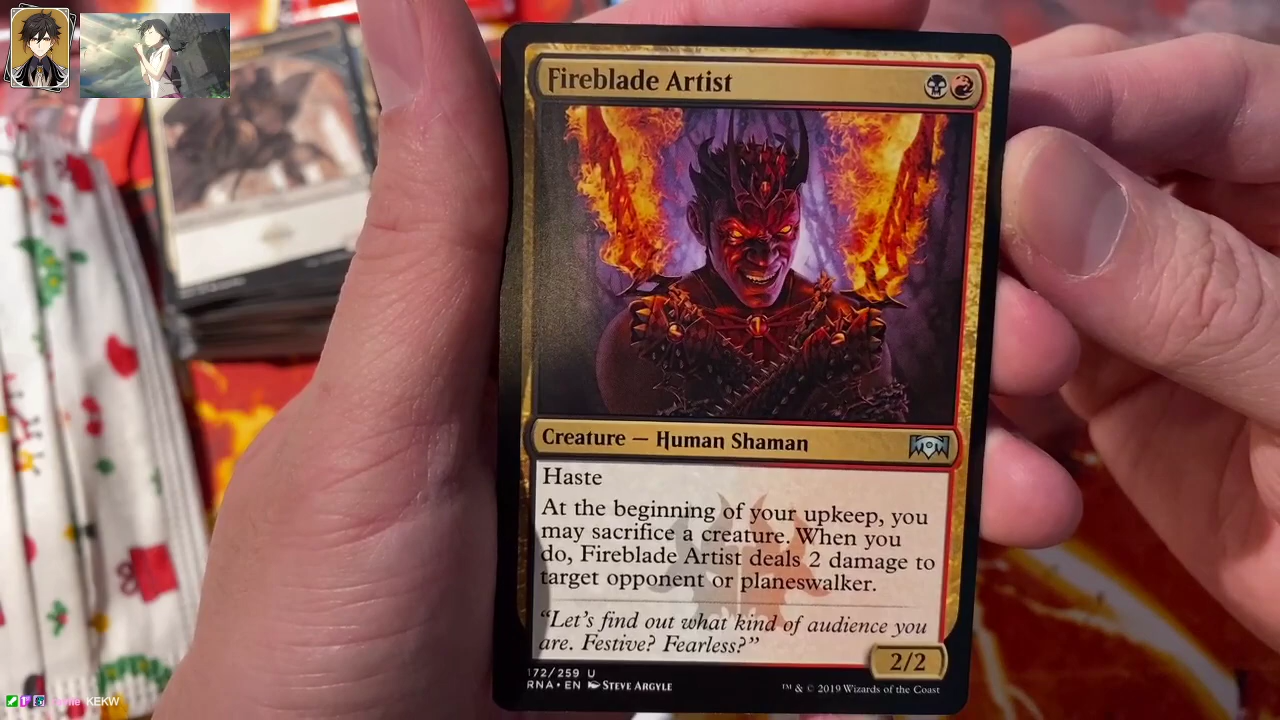 Fireblade Artist
Creature — Human Shaman
Haste
At the beginning of your upkeep, you
may sacrifice a creature. When you
do, Fireblade Artist deals 2 damage to
target opponent or planeswalker.
"Let's find out what kind of audience you
are. Festive? Fearless?"
2/2
172/259 U
RNA • EN STEVE ARGYLE
™ & © 2019 Wizards of the Coast
KEKW